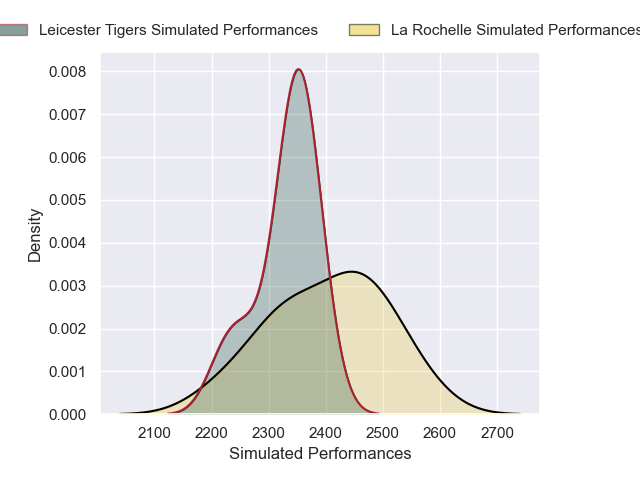 Leicester Tigers Simulated Performances La Rochelle Simulated Performances
0.008
0.007
0.006
0.005
0.004
0.003
0.002
0.001
0.000
Density
2100 2200 2300 2400 2500 2600 2700
Simulated Performances